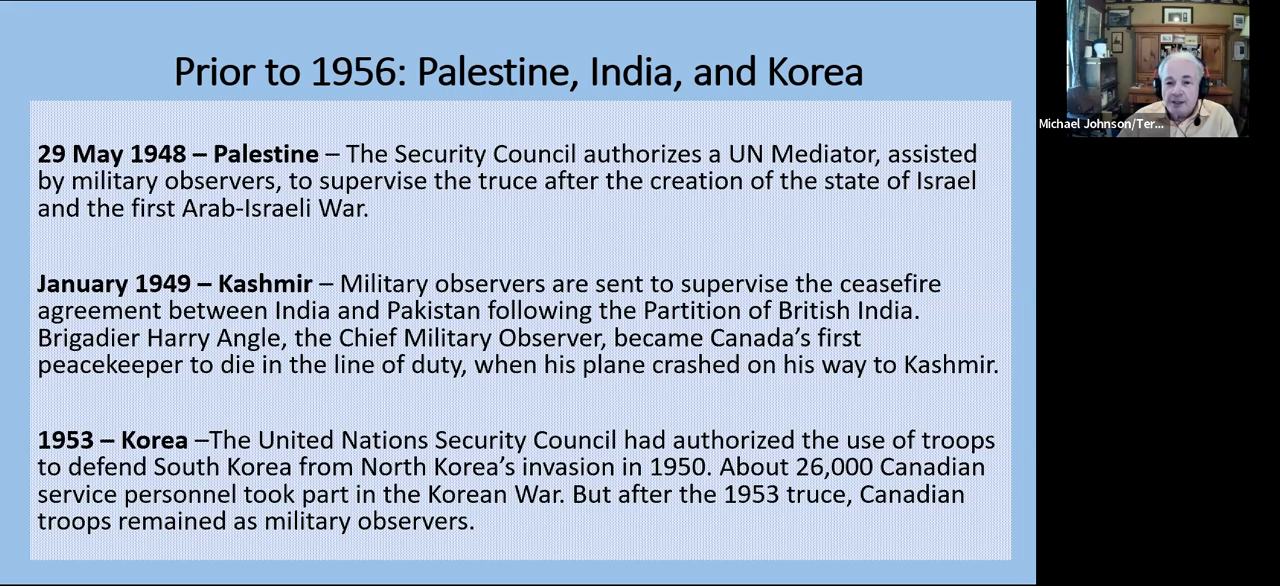 Prior to 1956: Palestine, India, and Korea
29 May 1948 – Palestine – The Security Council authorizes a UN Mediator, assisted
by military observers, to supervise the truce after the creation of the state of Israel
and the first Arab-Israeli War.
January 1949 – Kashmir – Military observers are sent to supervise the ceasefire
agreement between India and Pakistan following the Partition of British India.
Brigadier Harry Angle, the Chief Military Observer, became Canada’s first
peacekeeper to die in the line of duty, when his plane crashed on his way to Kashmir.
1953 – Korea –The United Nations Security Council had authorized the use of troops
to defend South Korea from North Korea’s invasion in 1950. About 26,000 Canadian
service personnel took part in the Korean War. But after the 1953 truce, Canadian
troops remained as military observers.
Michael Johnson/Ter...